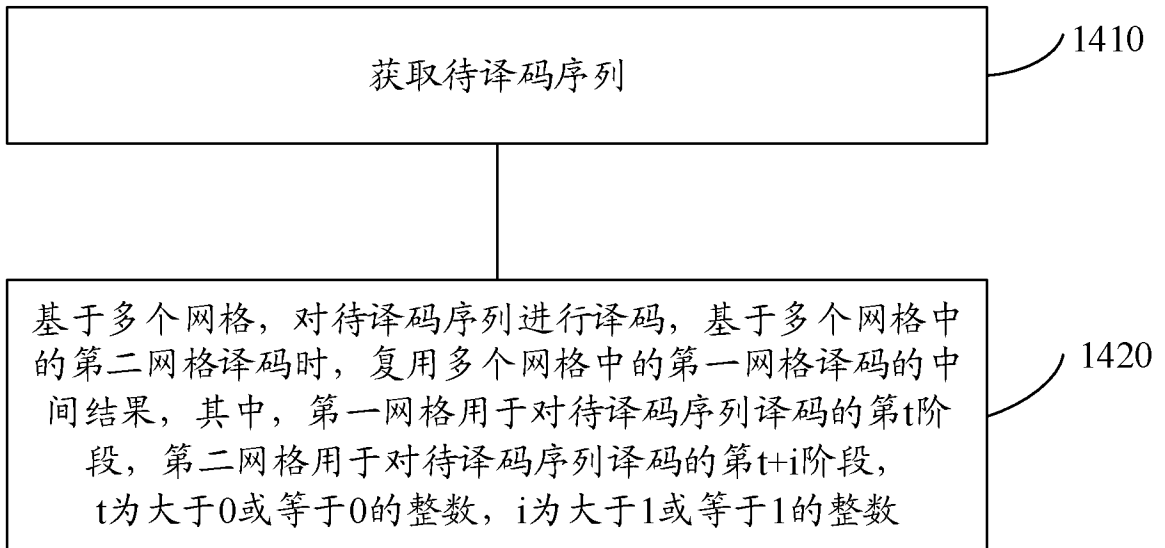 获取待译码序列
1410
基于多个网格，对待译码序列进行译码，基于多个网格中
的第二网格译码时，复用多个网格中的第一网格译码的中
间结果，其中，第一网格用于对待译码序列译码的第t阶
段，第二网格用于对待译码序列译码的第t+i阶段，
t为大于0或等于0的整数，i为大于1或等于1的整数
1420